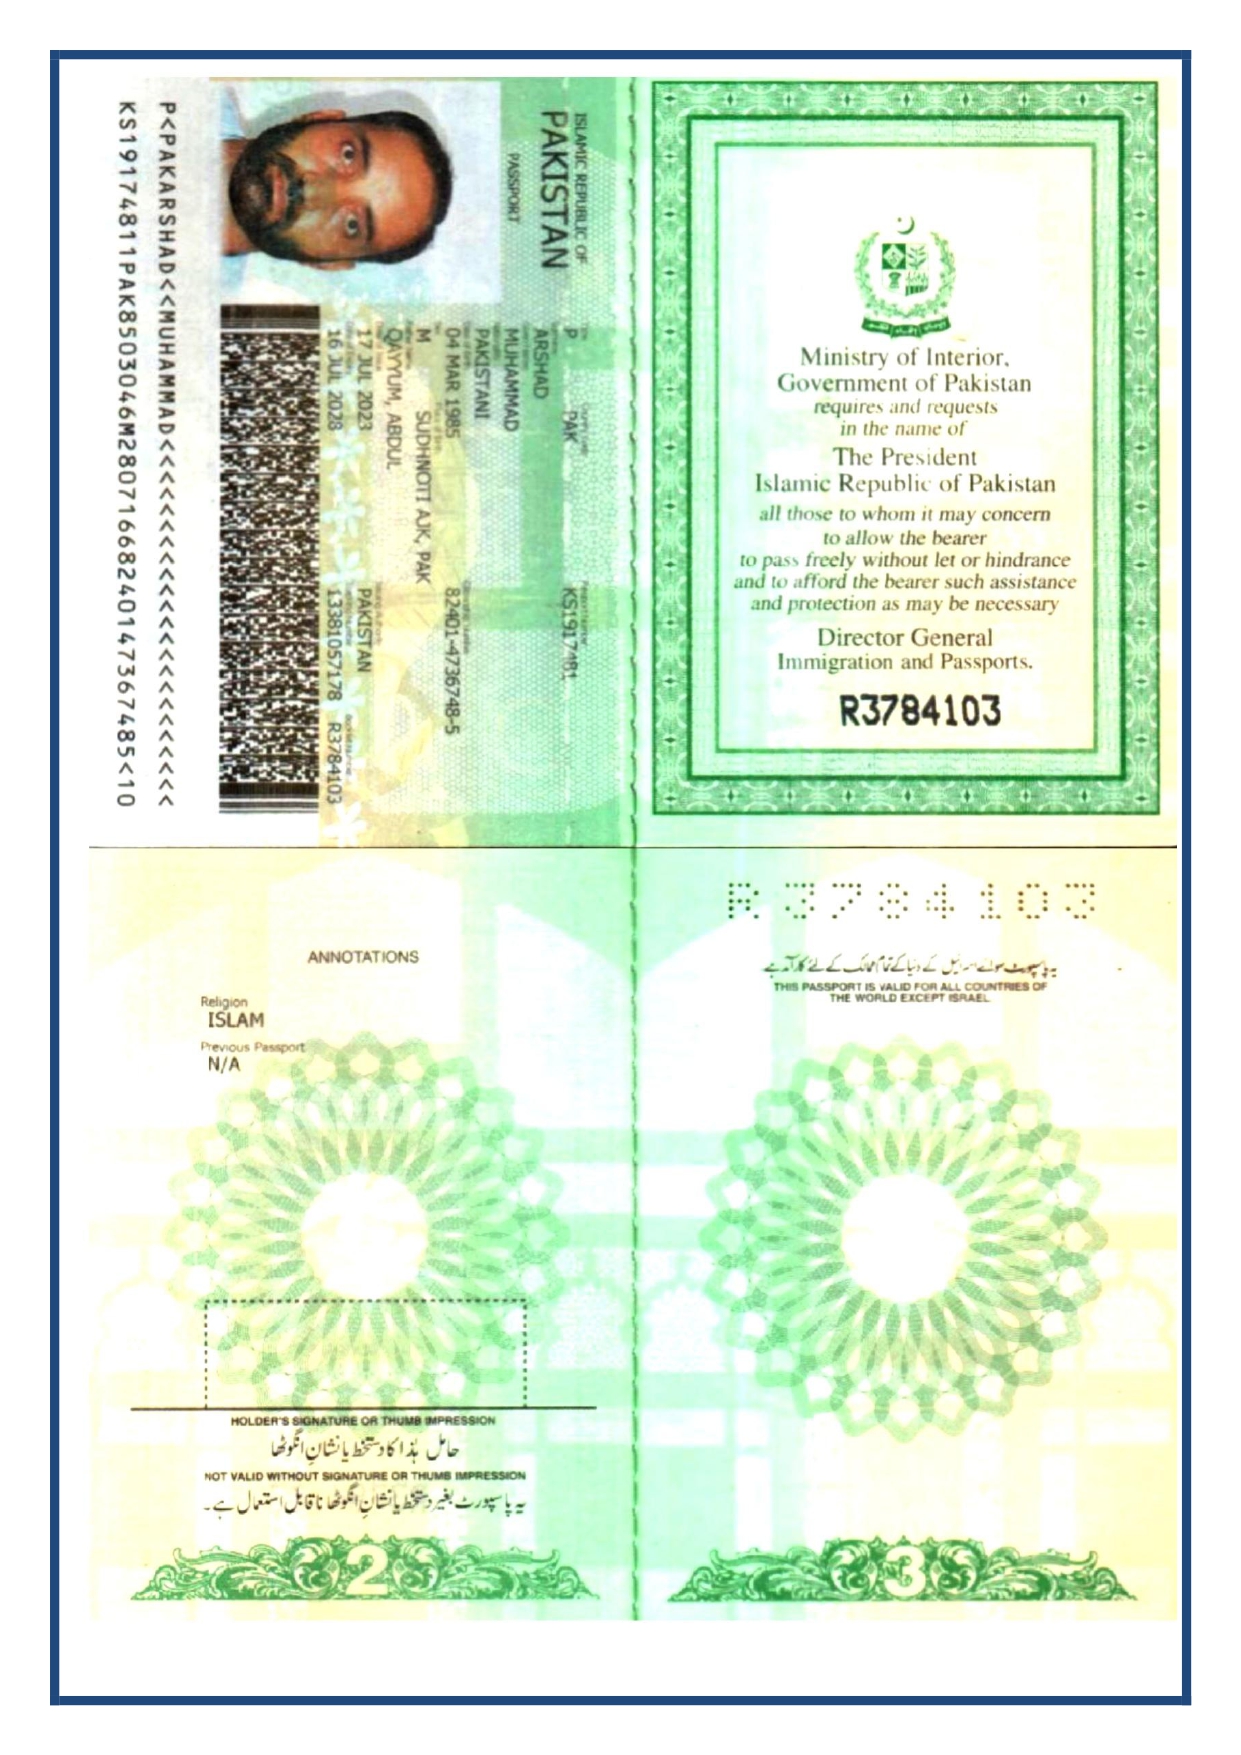 ISLAMIC REPUBLIC OF
PAKISTAN
PASSPORT
P PAK KS1917481
ARSHAD
MUHAMMAD
PAKISTANI
04 MAR 1985 82401-4736748-5
M SUDHNOTI AJK, PAK
QAYYUM, ABDUL
17 JUL 2023 PAKISTAN
16 JUL 2028 13381057178 R3784103
P<PAKARSHAD<<MUHAMMAD<<<<<<<<<<<<<<<<<<<<<<<
KS19174811PAK8503046M28071668240147367485<10
Ministry of Interior,
Government of Pakistan
requires and requests
in the name of
The President
Islamic Republic of Pakistan
all those to whom it may concern
to allow the bearer
to pass freely without let or hindrance
and to afford the bearer such assistance
and protection as may be necessary
Director General
Immigration and Passports.
R3784103
ANNOTATIONS
Religion
ISLAM
Previous Passport
N/A
HOLDER'S SIGNATURE OR THUMB IMPRESSION
حامل ہٰذا کا دستخط یا نشانِ انگوٹھا
NOT VALID WITHOUT SIGNATURE OR THUMB IMPRESSION
یہ پاسپورٹ بغیر دستخط یا نشانِ انگوٹھا ناقابل استعمال ہے۔
2
R3784103
یہ پاسپورٹ سوائے اسرائیل کے دنیا کے تمام ممالک کے لئے کارآمد ہے
THIS PASSPORT IS VALID FOR ALL COUNTRIES OF
THE WORLD EXCEPT ISRAEL
3